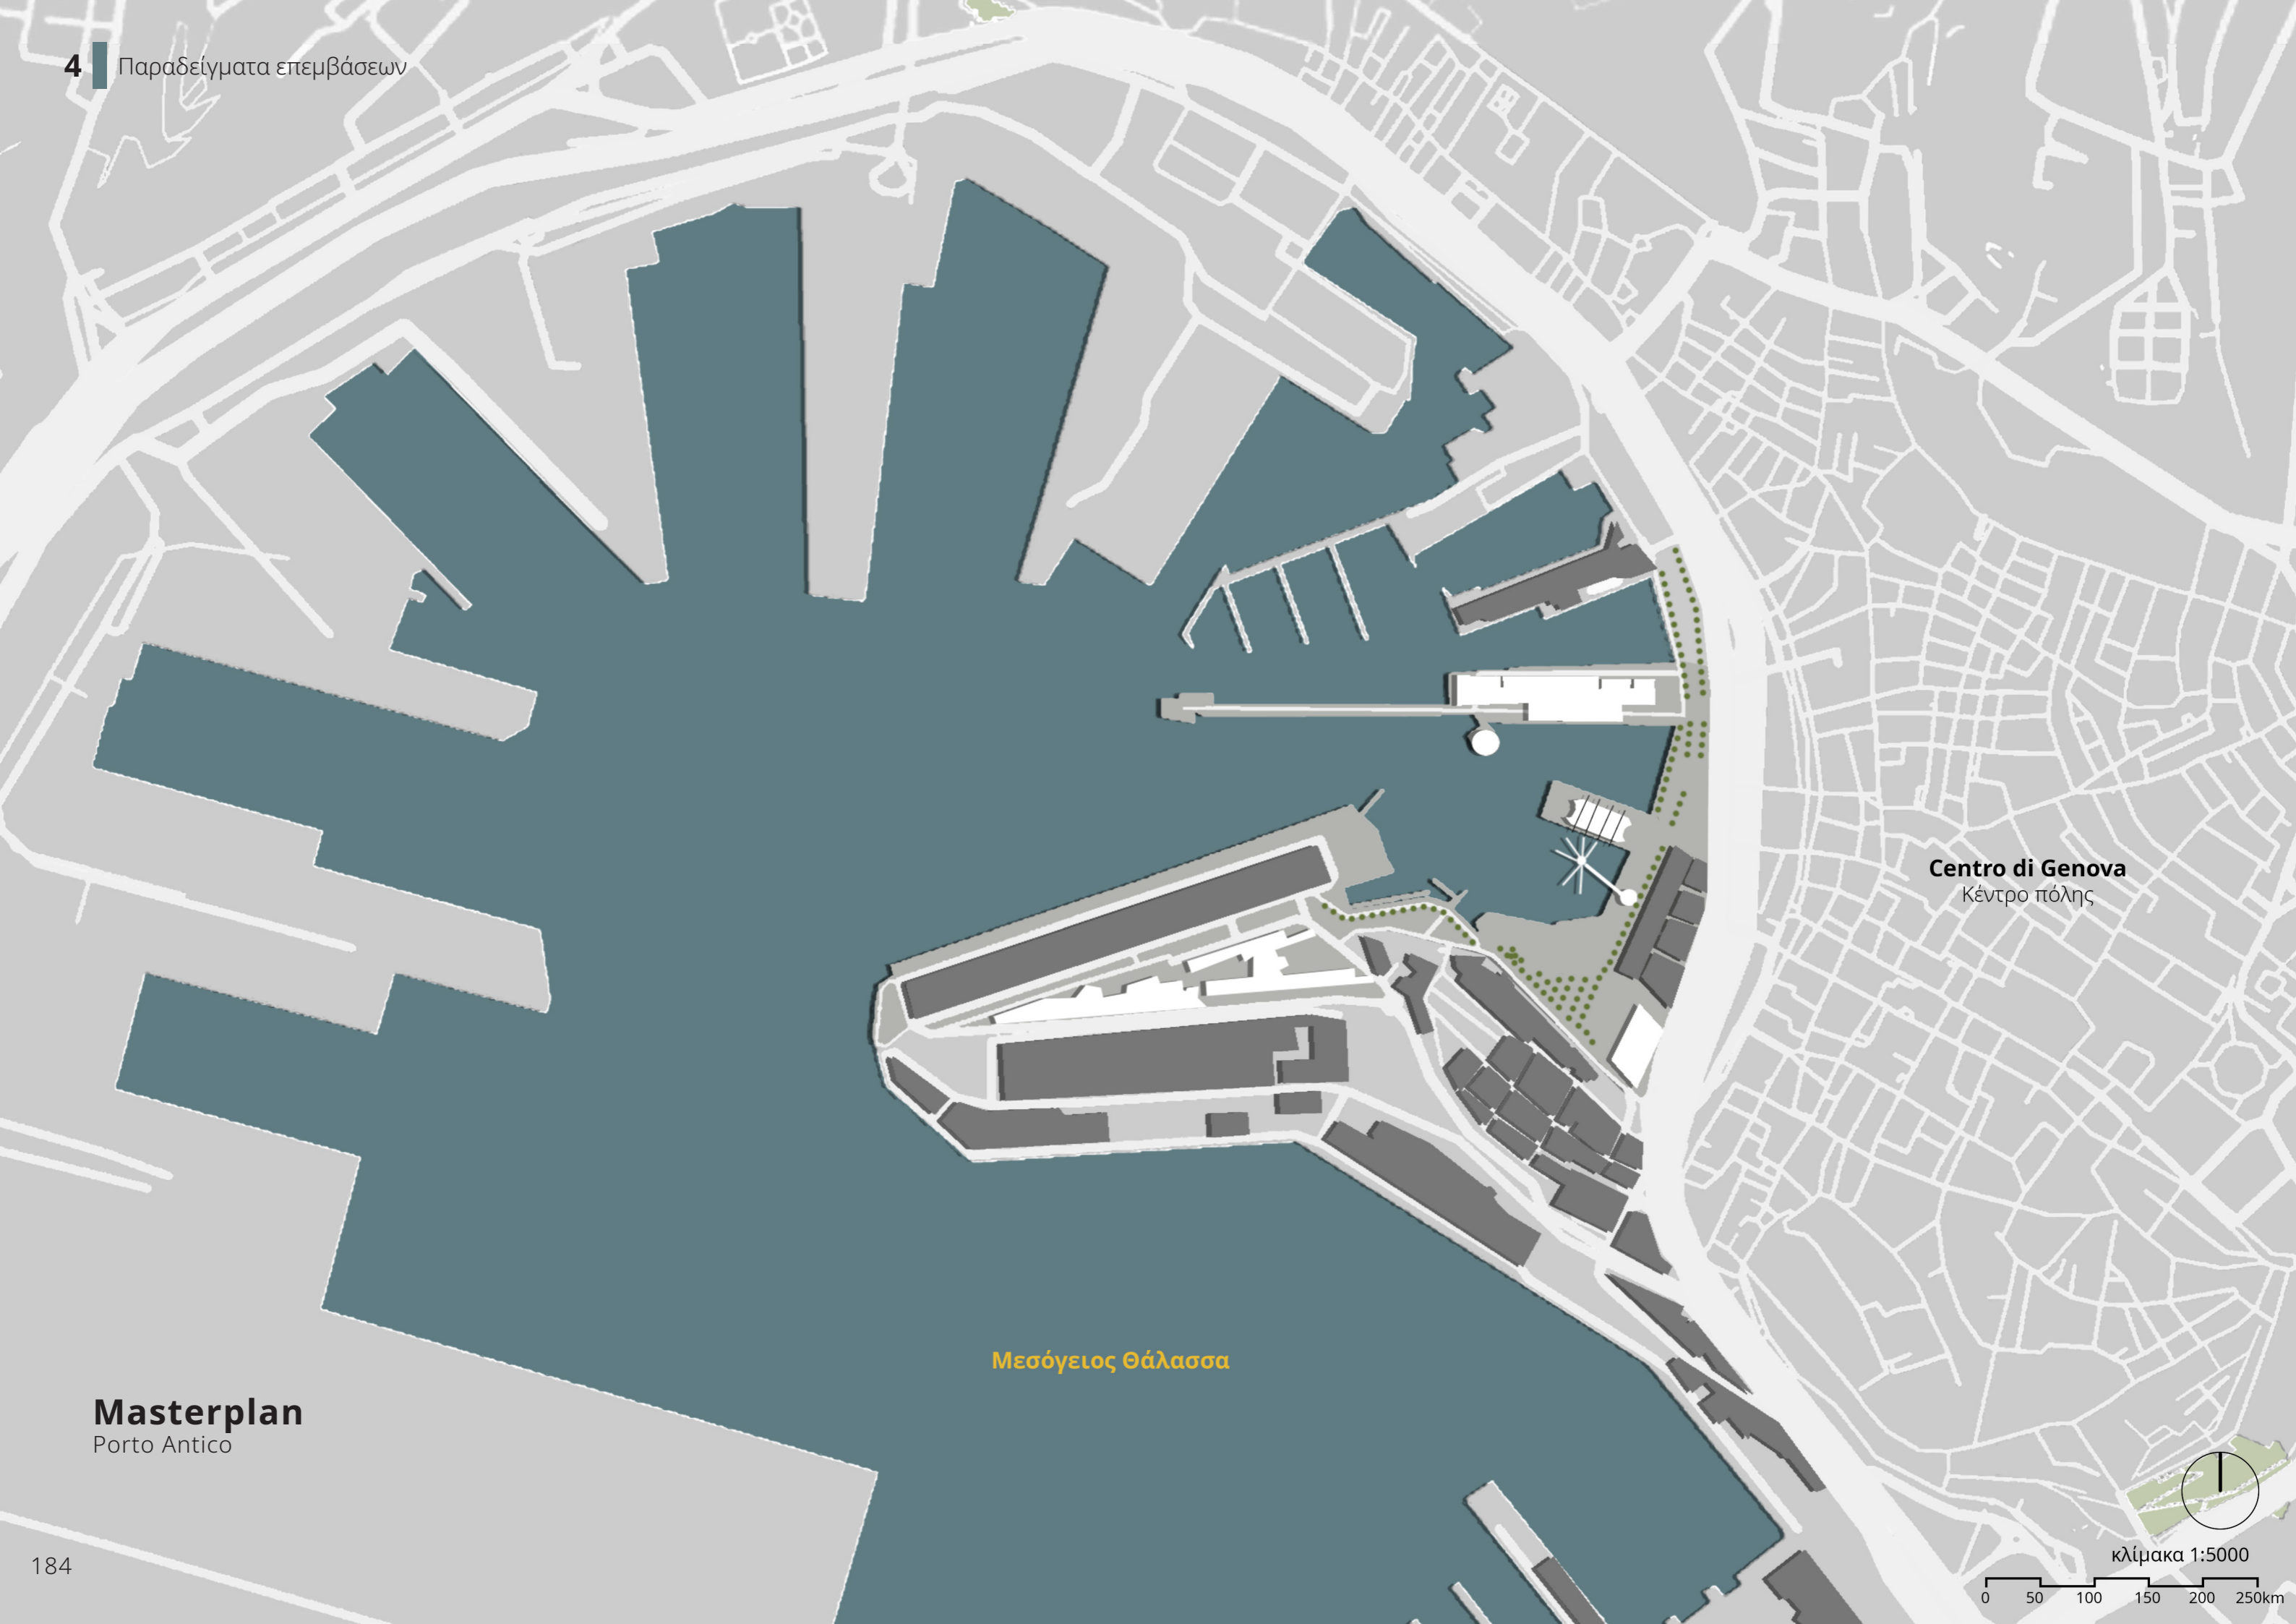 4 Παραδείγματα επεμβάσεων
Centro di Genova
Κέντρο πόλης
Μεσόγειος Θάλασσα
Masterplan
Porto Antico
184
κλίμακα 1:5000
0 50 100 150 200 250km